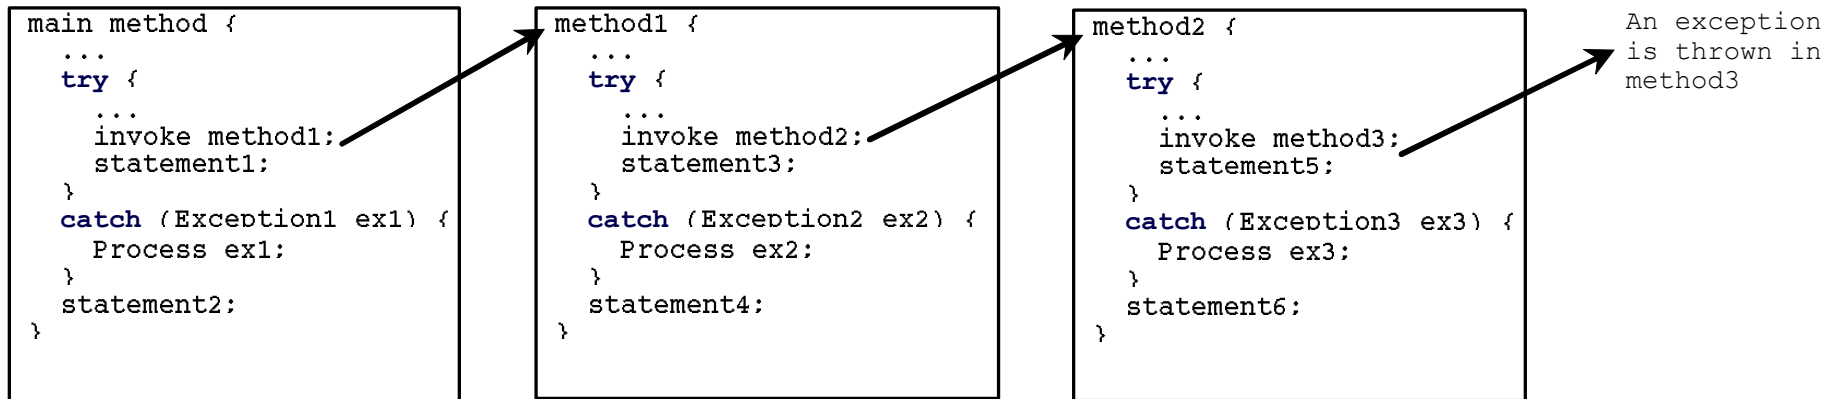 main method {
...
try {
...
invoke method1;
statement1;
}
catch (Exception1 ex1) {
Process ex1;
}
statement2;
}
method1 {
...
try {
...
invoke method2;
statement3;
}
catch (Exception2 ex2) {
Process ex2;
}
statement4;
}
method2 {
...
try {
...
invoke method3;
statement5;
}
catch (Exception3 ex3) {
Process ex3;
}
statement6;
}
An exception
is thrown in
method3